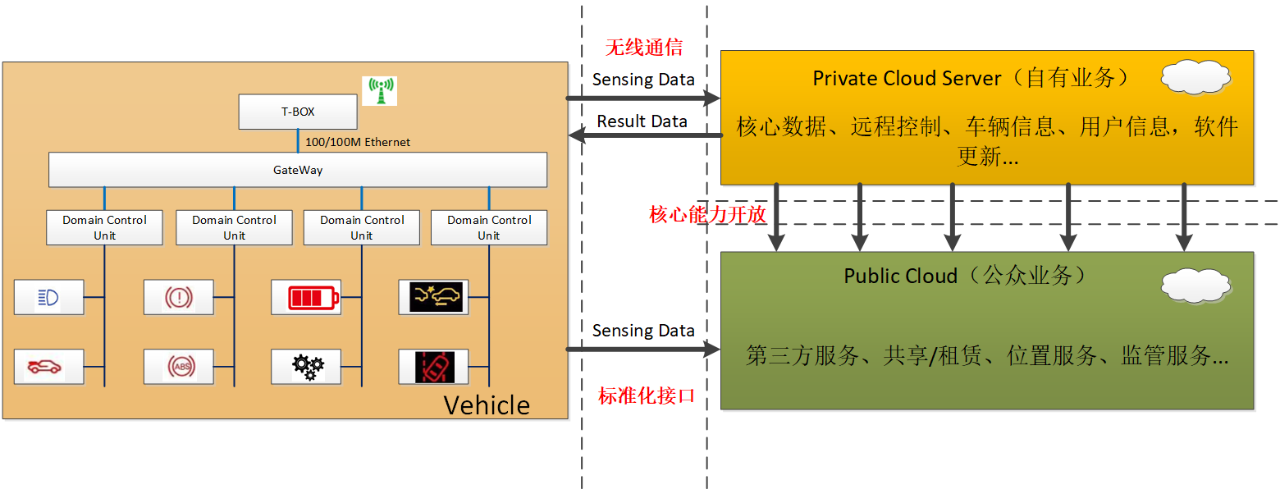 无线通信
Sensing Data
Result Data
T-BOX
100/100M Ethernet
GateWay
Domain Control
Unit
Domain Control
Unit
Domain Control
Unit
Domain Control
Unit
ABS
Vehicle
Private Cloud Server（自有业务）
核心数据、远程控制、车辆信息、用户信息，软件
更新...
核心能力开放
Public Cloud（公众业务）
第三方服务、共享/租赁、位置服务、监管服务...
Sensing Data
标准化接口